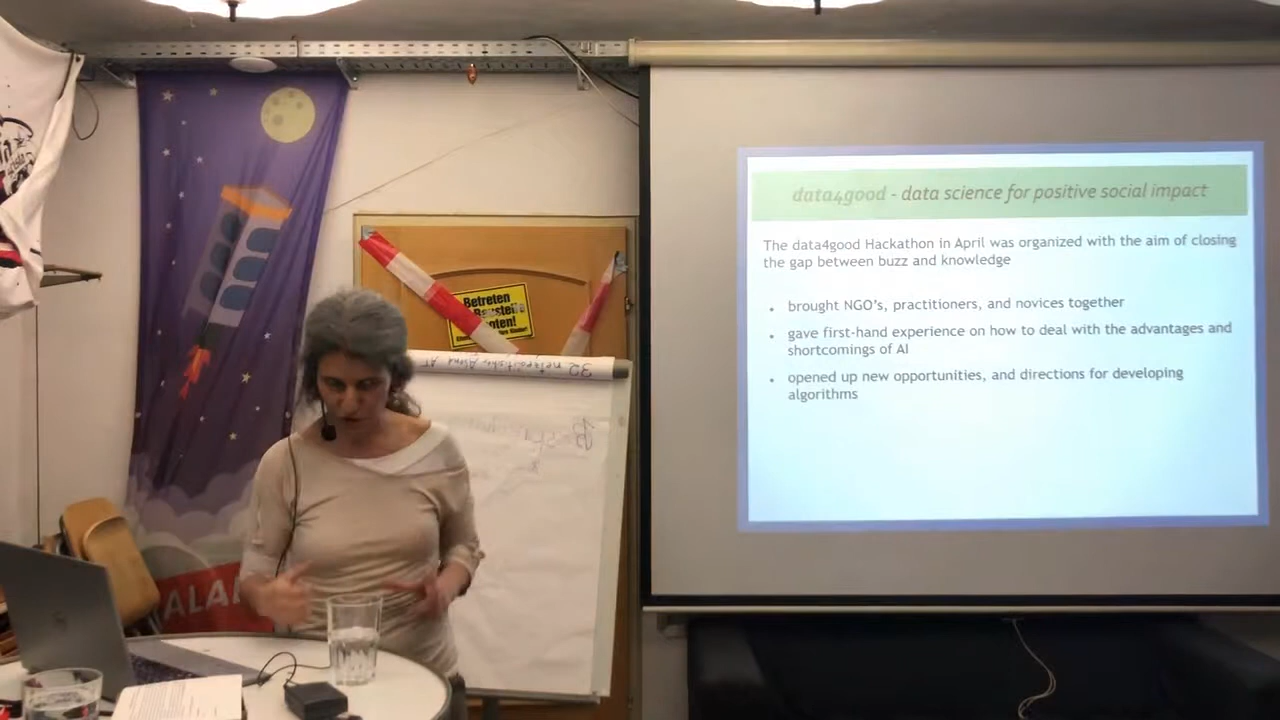 data4good - data science for positive social impact
The data4good Hackathon in April was organized with the aim of closing
the gap between buzz and knowledge
• brought NGO's, practitioners, and novices together
• gave first-hand experience on how to deal with the advantages and
shortcomings of AI
• opened up new opportunities, and directions for developing
algorithms
Betreten
Baustelle
ALA